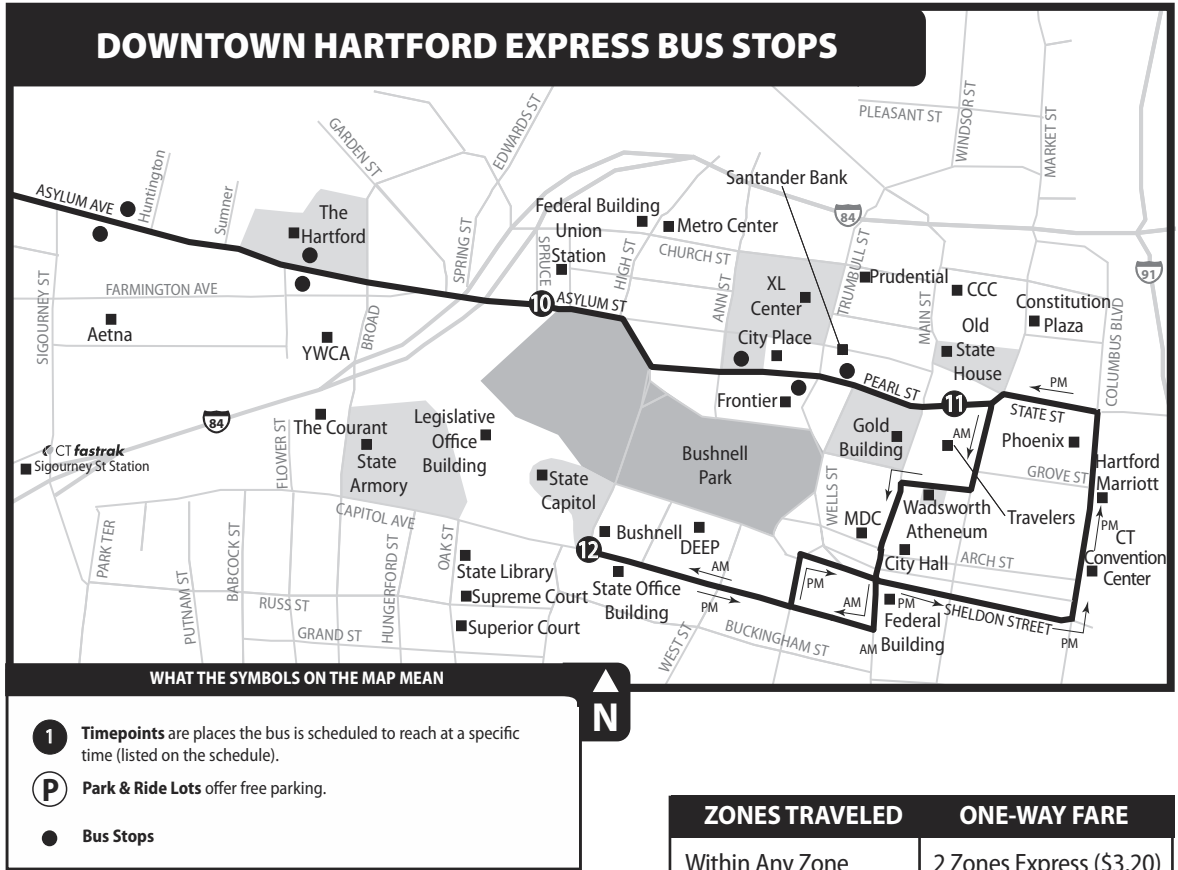 DOWNTOWN HARTFORD EXPRESS BUS STOPS
PLEASANT ST
WINDSOR ST
MARKET ST
GARDEN ST
EDWARDS ST
Huntington
Sumner
ASYLUM AVE
The
Hartford
Santander Bank
84
Federal Building
Union
Station
Metro Center
CHURCH ST
SPRING ST
SPRUCE
HIGH ST
ANN ST
TRUMBULL ST
Prudential
91
SIGOURNEY ST
FARMINGTON AVE
BROAD
10
ASYLUM ST
XL
Center
MAIN ST
CCC
Constitution
Plaza
COLUMBUS BLVD
Aetna
YWCA
City Place
Old
State
House
PEARL ST
11
PM
STATE ST
Frontier
84
The Courant
Legislative
Office
Building
State
Armory
FLOWER ST
Gold
Building
AM
Phoenix
GROVE ST
Hartford
Marriott
CTfastrak
Sigourney St Station
State
Capitol
Bushnell
Park
WELLS ST
Wadsworth
Atheneum
Travelers
CAPITOL AVE
PARK TER
BABCOCK ST
PUTNAM ST
HUNGERFORD ST
OAK ST
12
Bushnell
DEEP
MDC
City Hall
ARCH ST
PM
CT
Convention
Center
State Library
Supreme Court
Superior Court
State Office
Building
AM
PM
PM
AM
PM
Federal
Building
AM
SHELDON STREET
PM
RUSS ST
GRAND ST
WEST ST
BUCKINGHAM ST
WHAT THE SYMBOLS ON THE MAP MEAN
N
1 Timepoints are places the bus is scheduled to reach at a specific
time (listed on the schedule).
P Park & Ride Lots offer free parking.
Bus Stops
ZONES TRAVELED ONE-WAY FARE
Within Any Zone 2 Zones Express ($3.20)